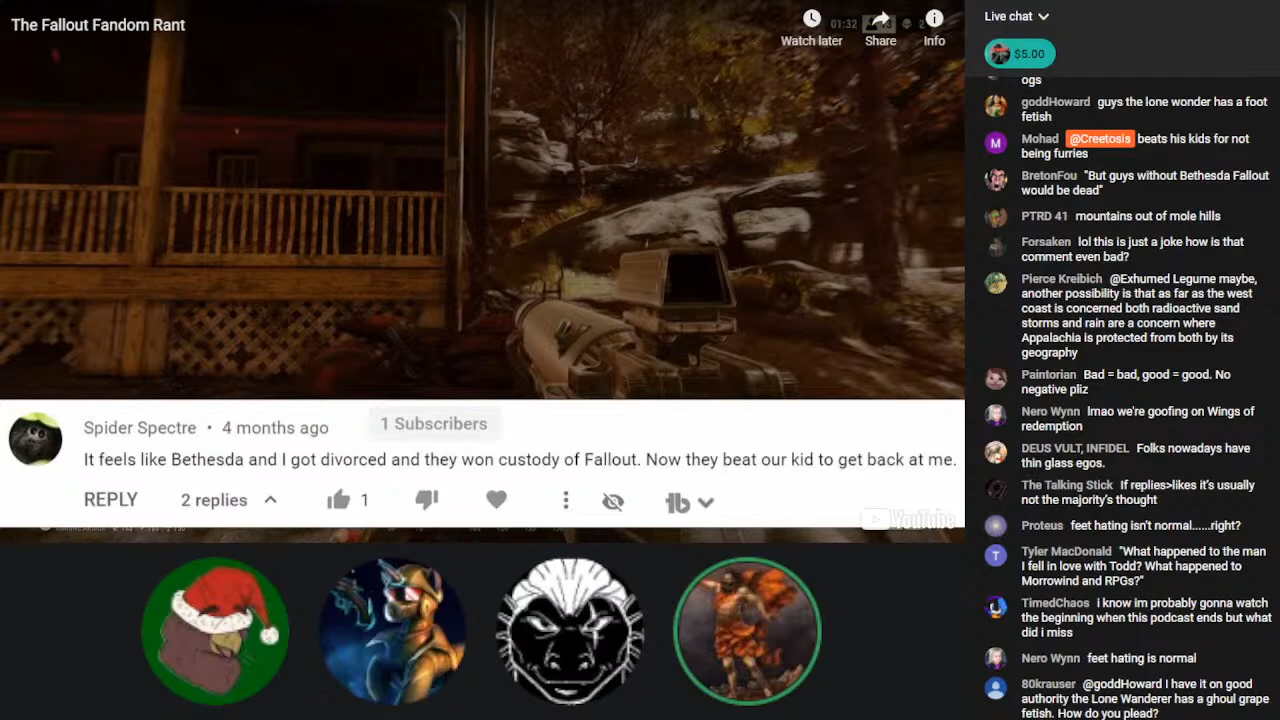 The Fallout Fandom Rant
01:32
Watch later
Share
Info
Spider Spectre • 4 months ago
1 Subscribers
It feels like Bethesda and I got divorced and they won custody of Fallout. Now they beat our kid to get back at me.
REPLY
2 replies
1
YouTube
Live chat
$5.00
ogs
goddHoward guys the lone wonder has a foot
fetish
Mohad @Creetosis beats his kids for not
being furries
BretonFou "But guys without Bethesda Fallout
would be dead"
PTRD 41 mountains out of mole hills
Forsaken lol this is just a joke how is that
comment even bad?
Pierce Kreibich @Exhumed Legume maybe,
another possibility is that as far as the west
coast is concerned both radioactive sand
storms and rain are a concern where
Appalachia is protected from both by its
geography
Paintorian Bad = bad, good = good. No
negative pliz
Nero Wynn lmao we're goofing on Wings of
redemption
DEUS VULT, INFIDEL Folks nowadays have
thin glass egos.
The Talking Stick If replies>likes it's usually
not the majority's thought
Proteus feet hating isn't normal......right?
Tyler MacDonald "What happened to the man
I fell in love with Todd? What happened to
Morrowind and RPGs?"
TimedChaos i know im probably gonna watch
the beginning when this podcast ends but what
did i miss
Nero Wynn feet hating is normal
80krauser @goddHoward I have it on good
authority the Lone Wanderer has a ghoul grape
fetish. How do you plead?
M
T